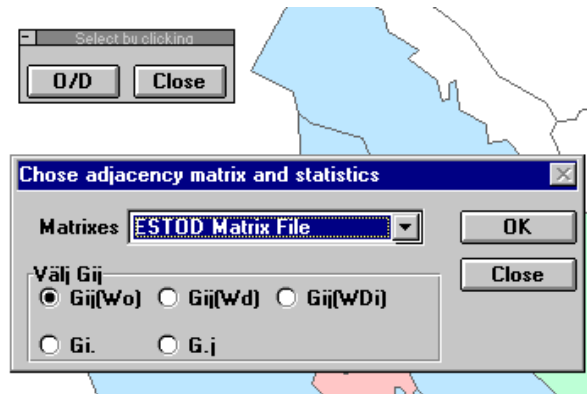 Select by clicking
O/D Close
Chose adjacency matrix and statistics
Matrixes ESTOD Matrix File OK
Välj Gij Close
Gij(Wo) Gij(Wd) Gij(WDi)
Gi. G.j